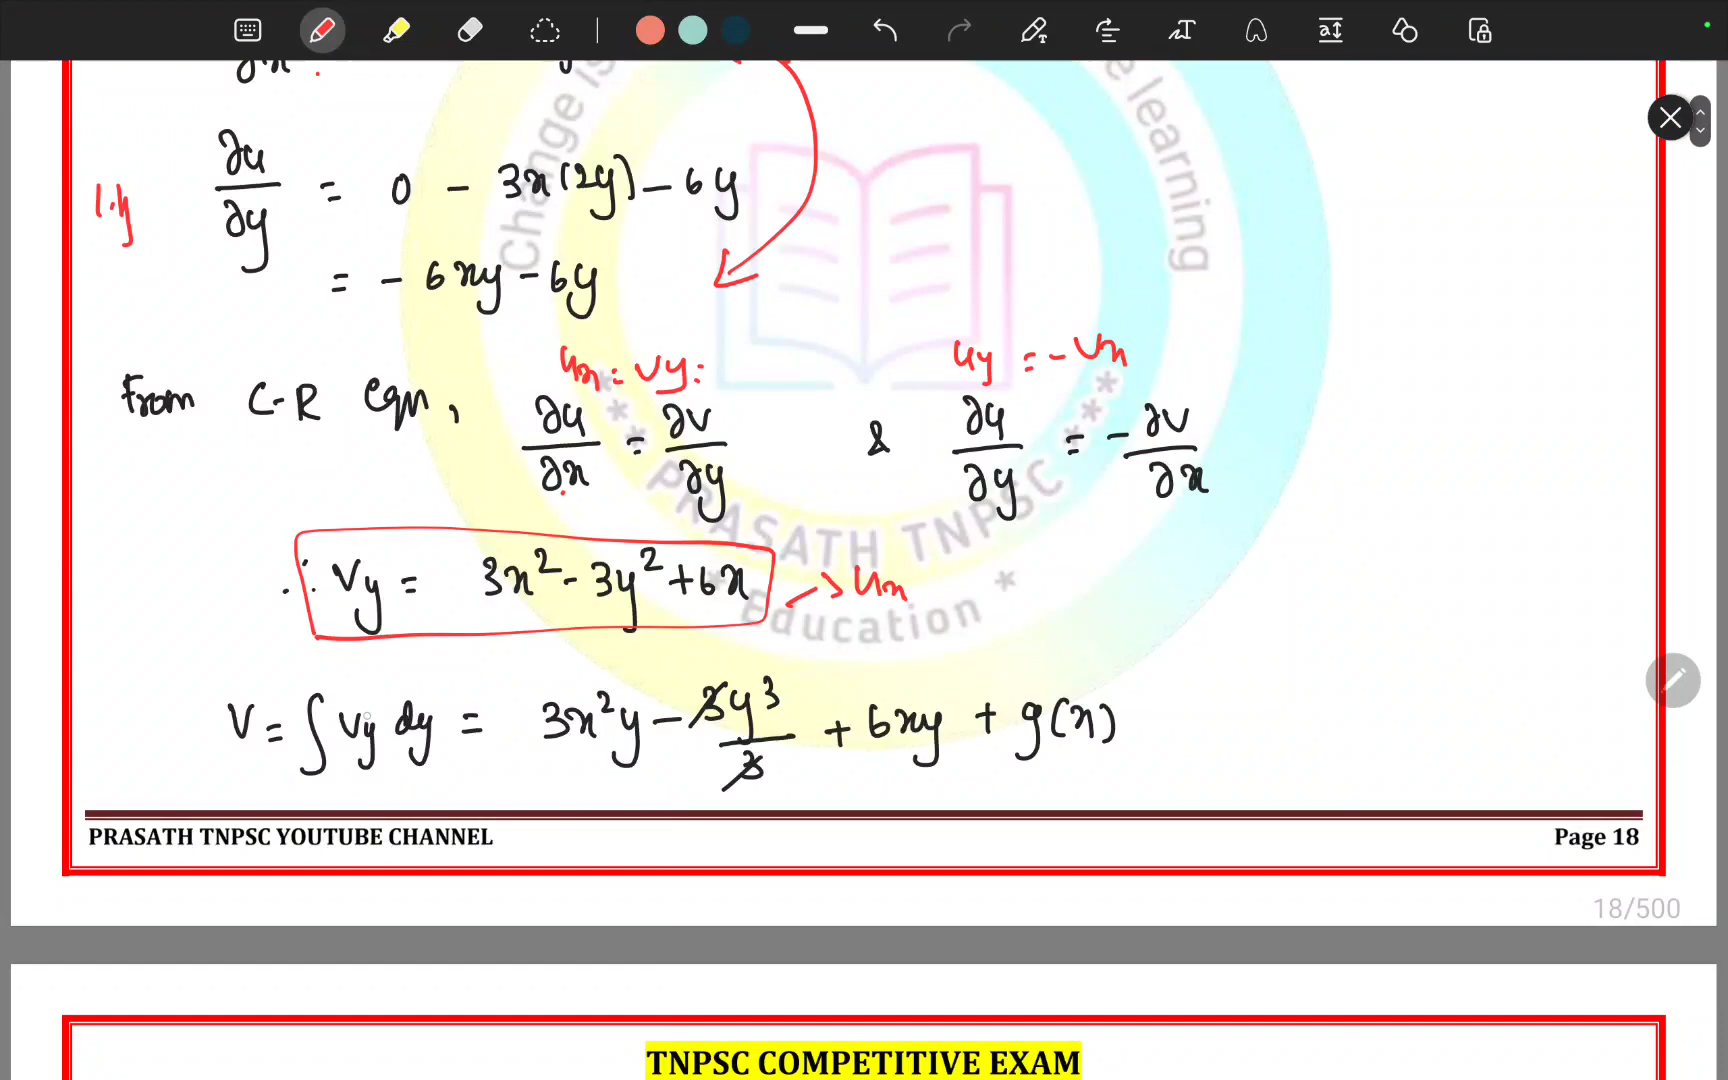 ∂x
1.y ∂u/∂y = 0 - 3x(2y) - 6y
= - 6xy - 6y
ux = vy: uy = - vx
From C-R eqn, ∂u/∂x = ∂v/∂y & ∂u/∂y = - ∂v/∂x
∴ Vy = 3x² - 3y² + 6x → ux
V = ∫ Vy dy = 3x²y - 3y³/3 + 6xy + g(x)
Change is
e learning
* * * PRASATH TNPSC * * *
* Education *
PRASATH TNPSC YOUTUBE CHANNEL Page 18
18/500
TNPSC COMPETITIVE EXAM